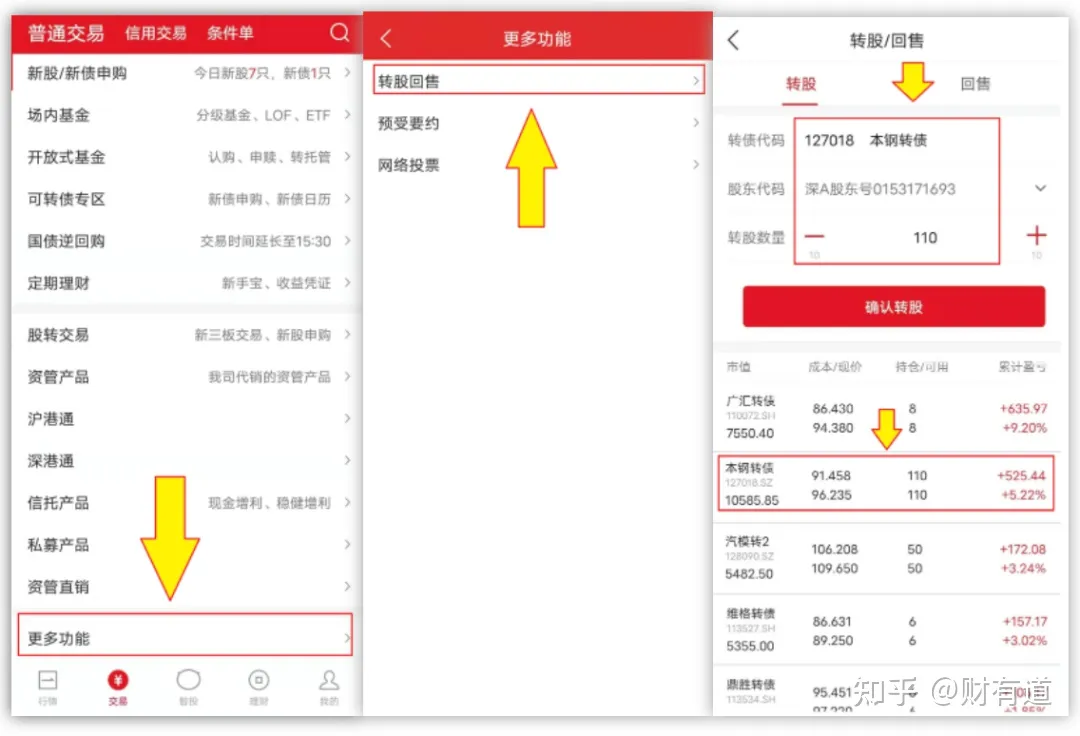 普通交易 信用交易 条件单
新股/新债申购 今日新股7只，新债1只
场内基金 分级基金、LOF、ETF
开放式基金 认购、申赎、转托管
可转债专区 新债申购、新债日历
国债逆回购 交易时间延长至15:30
定期理财 新手宝、收益凭证
股转交易 新三板交易、新股申购
资管产品 我司代销的资管产品
沪港通
深港通
信托产品 现金增利、稳健增利
私募产品
资管直销
更多功能
行情 交易 智投 理财 我的
更多功能
转股回售
预受要约
网络投票
转股/回售
转股 回售
转债代码 127018 本钢转债
股东代码 深A股东号0153171693
转股数量 110
10 10
确认转股
市值 成本/现价 持仓/可用 累计盈亏
广汇转债
110072.SH
7550.40
86.430 8 +635.97
94.380 8 +9.20%
本钢转债
127018.SZ
10585.85
91.458 110 +525.44
96.235 110 +5.22%
汽模转2
128090.SZ
5482.50
106.208 50 +172.08
109.650 50 +3.24%
维格转债
113527.SH
5355.00
86.631 6 +157.17
89.250 6 +3.02%
鼎胜转债
113534.SH
95.451
知乎 @财有道